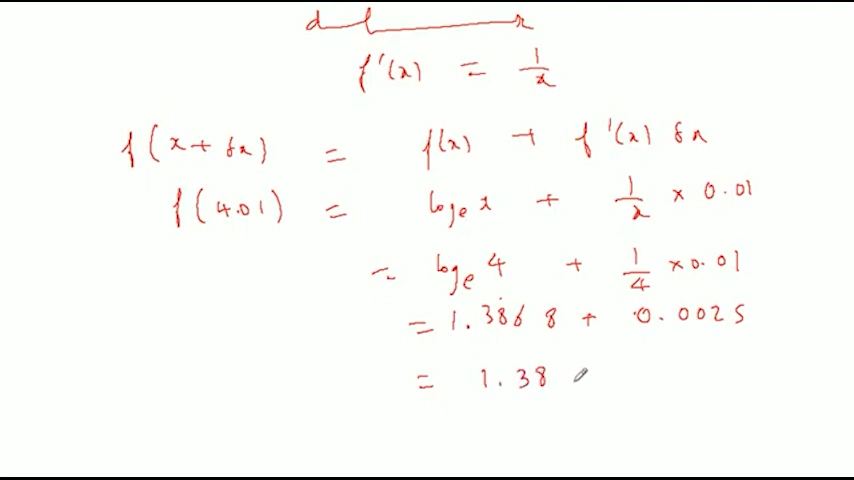 f'(x) = 1/x
f(x + δx) = f(x) + f'(x) δx
f(4.01) = logₑ x + 1/x × 0.01
= logₑ 4 + 1/4 × 0.01
= 1.3868 + 0.0025
= 1.38